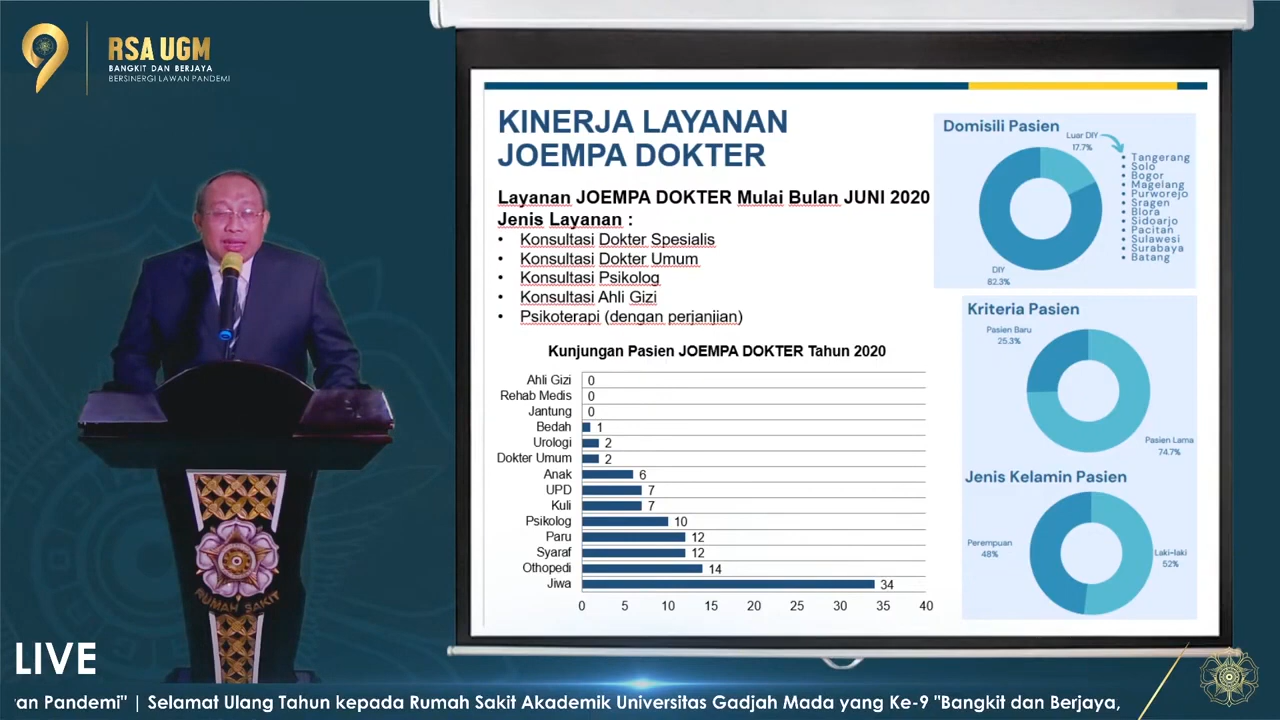 RSA UGM
BANGKIT DAN BERJAYA
BERSINERGI LAWAN PANDEMI
KINERJA LAYANAN
JOEMPA DOKTER
Layanan JOEMPA DOKTER Mulai Bulan JUNI 2020
Jenis Layanan :
• Konsultasi Dokter Spesialis
• Konsultasi Dokter Umum
• Konsultasi Psikolog
• Konsultasi Ahli Gizi
• Psikoterapi (dengan perjanjian)
Kunjungan Pasien JOEMPA DOKTER Tahun 2020
Ahli Gizi 0
Rehab Medis 0
Jantung 0
Bedah 1
Urologi 2
Dokter Umum 2
Anak 6
UPD 7
Kuli 7
Psikolog 10
Paru 12
Syaraf 12
Othopedi 14
Jiwa 34
0 5 10 15 20 25 30 35 40
Domisili Pasien
Luar DIY
17.7%
• Tangerang
• Solo
• Bogor
• Magelang
• Purworejo
• Sragen
• Blora
• Sidoarjo
• Pacitan
• Sulawesi
• Surabaya
• Batang
DIY
82.3%
Kriteria Pasien
Pasien Baru
25.3%
Pasien Lama
74.7%
Jenis Kelamin Pasien
Perempuan
48%
Laki-laki
52%
RUMAH SAKIT
LIVE
an Pandemi" | Selamat Ulang Tahun kepada Rumah Sakit Akademik Universitas Gadjah Mada yang Ke-9 "Bangkit dan Berjaya,